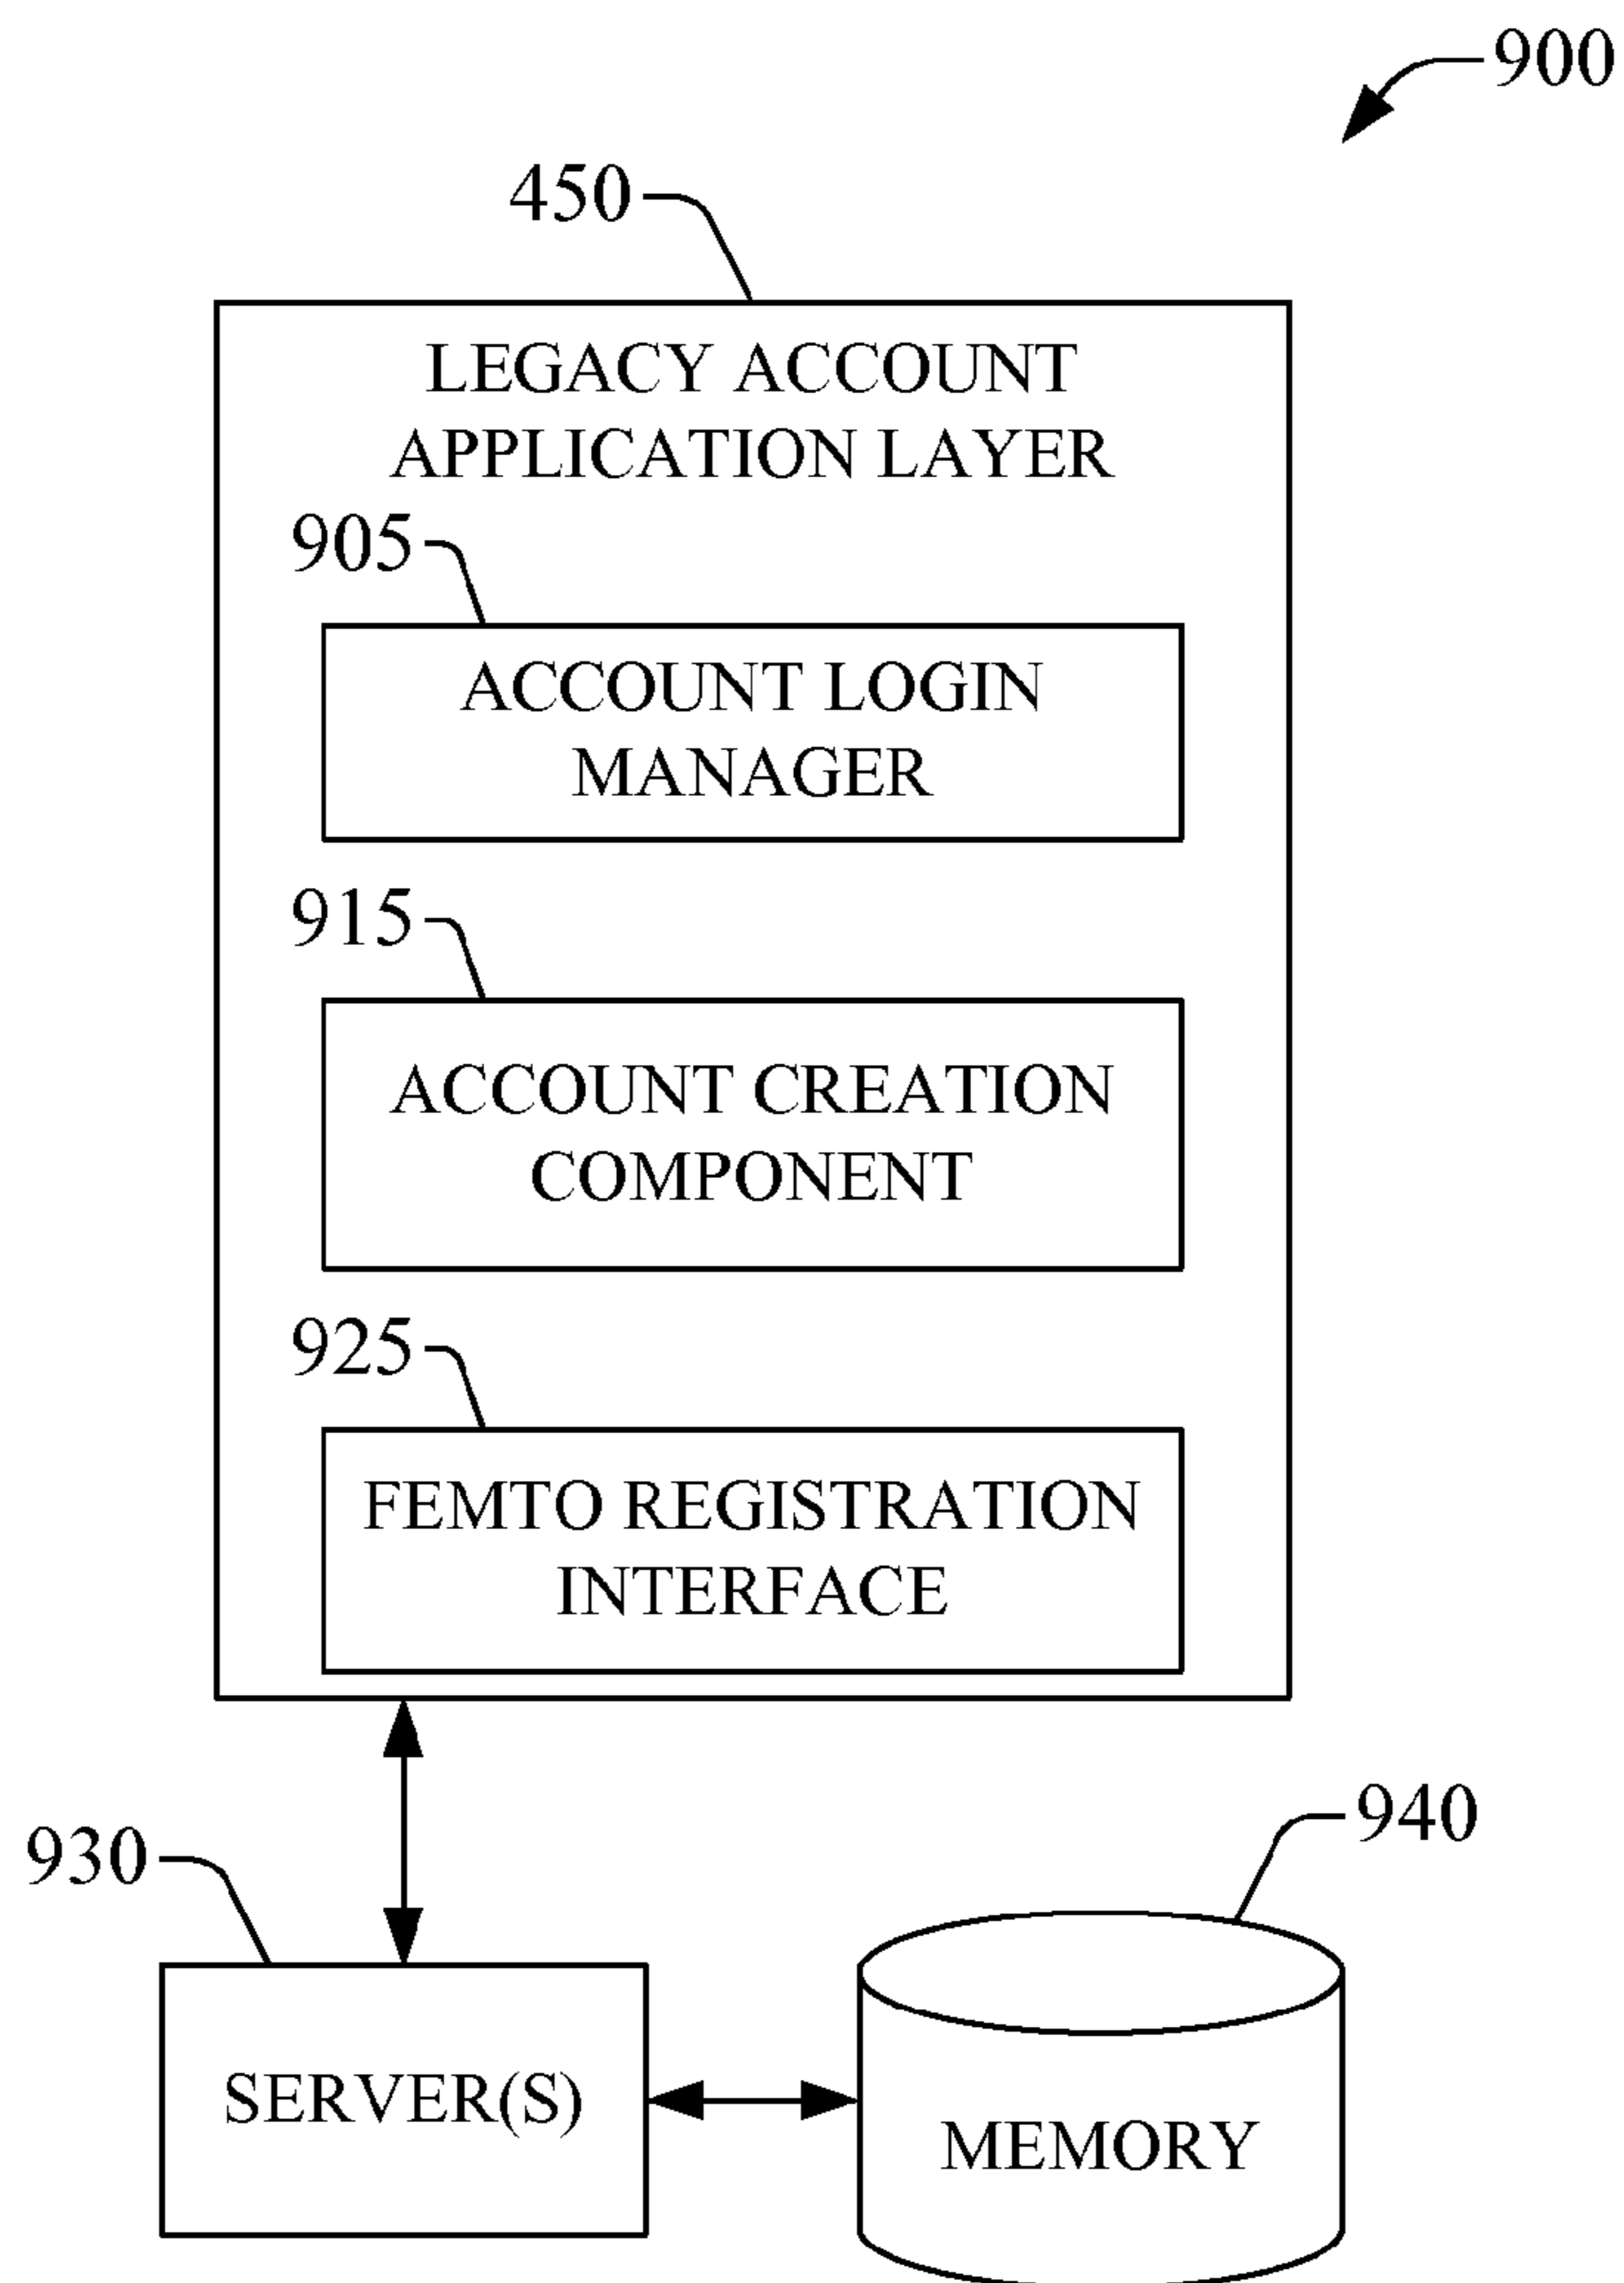 900
450
LEGACY ACCOUNT
APPLICATION LAYER
905
ACCOUNT LOGIN
MANAGER
915
ACCOUNT CREATION
COMPONENT
925
FEMTO REGISTRATION
INTERFACE
930
940
SERVER(S)
MEMORY